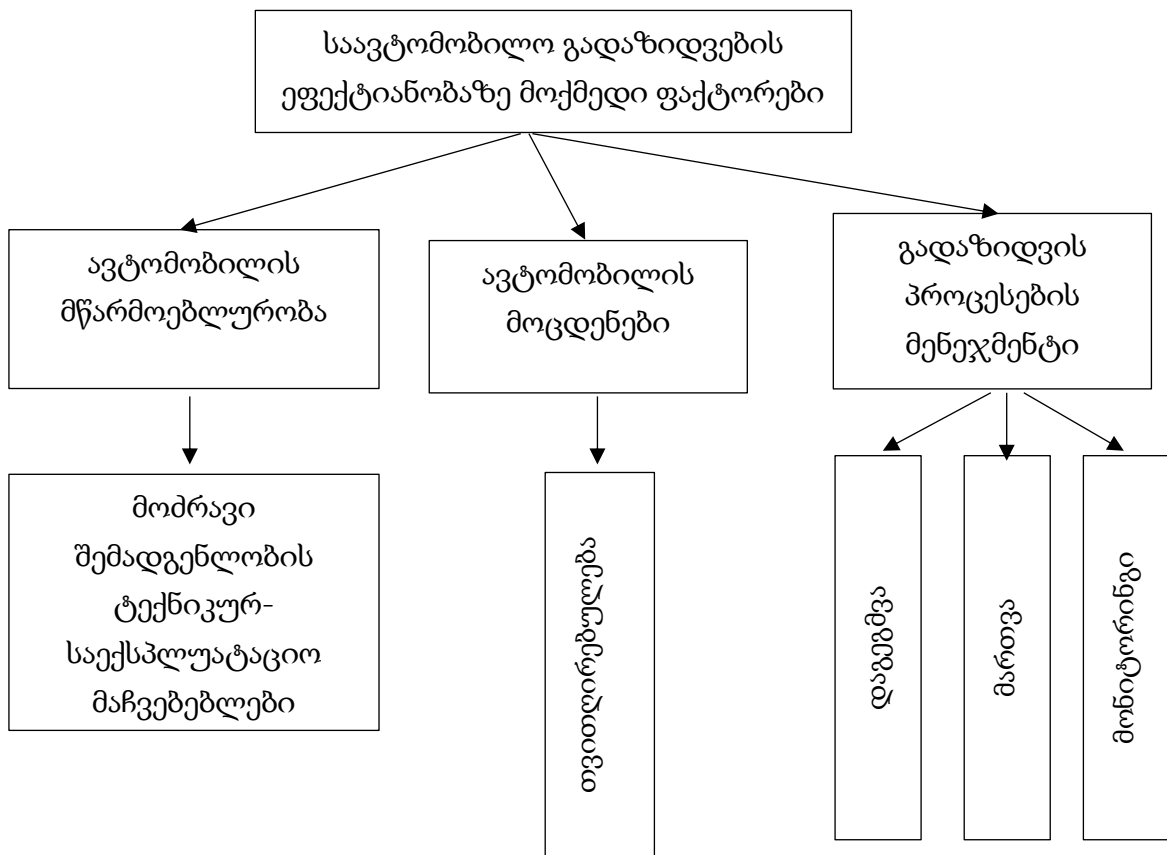 საავტომობილო გადაზიდვების
ეფექტიანობაზე მოქმედი ფაქტორები
ავტომობილის
მწარმოებლურობა
ავტომობილის
მოცდენები
გადაზიდვის
პროცესების
მენეჯმენტი
მოძრავი
შემადგენლობის
ტექნიკურ-
საექსპლუატაციო
მაჩვებებლები
თვითღირებულება
დაგეგმვა
მართვა
მონიტორინგი